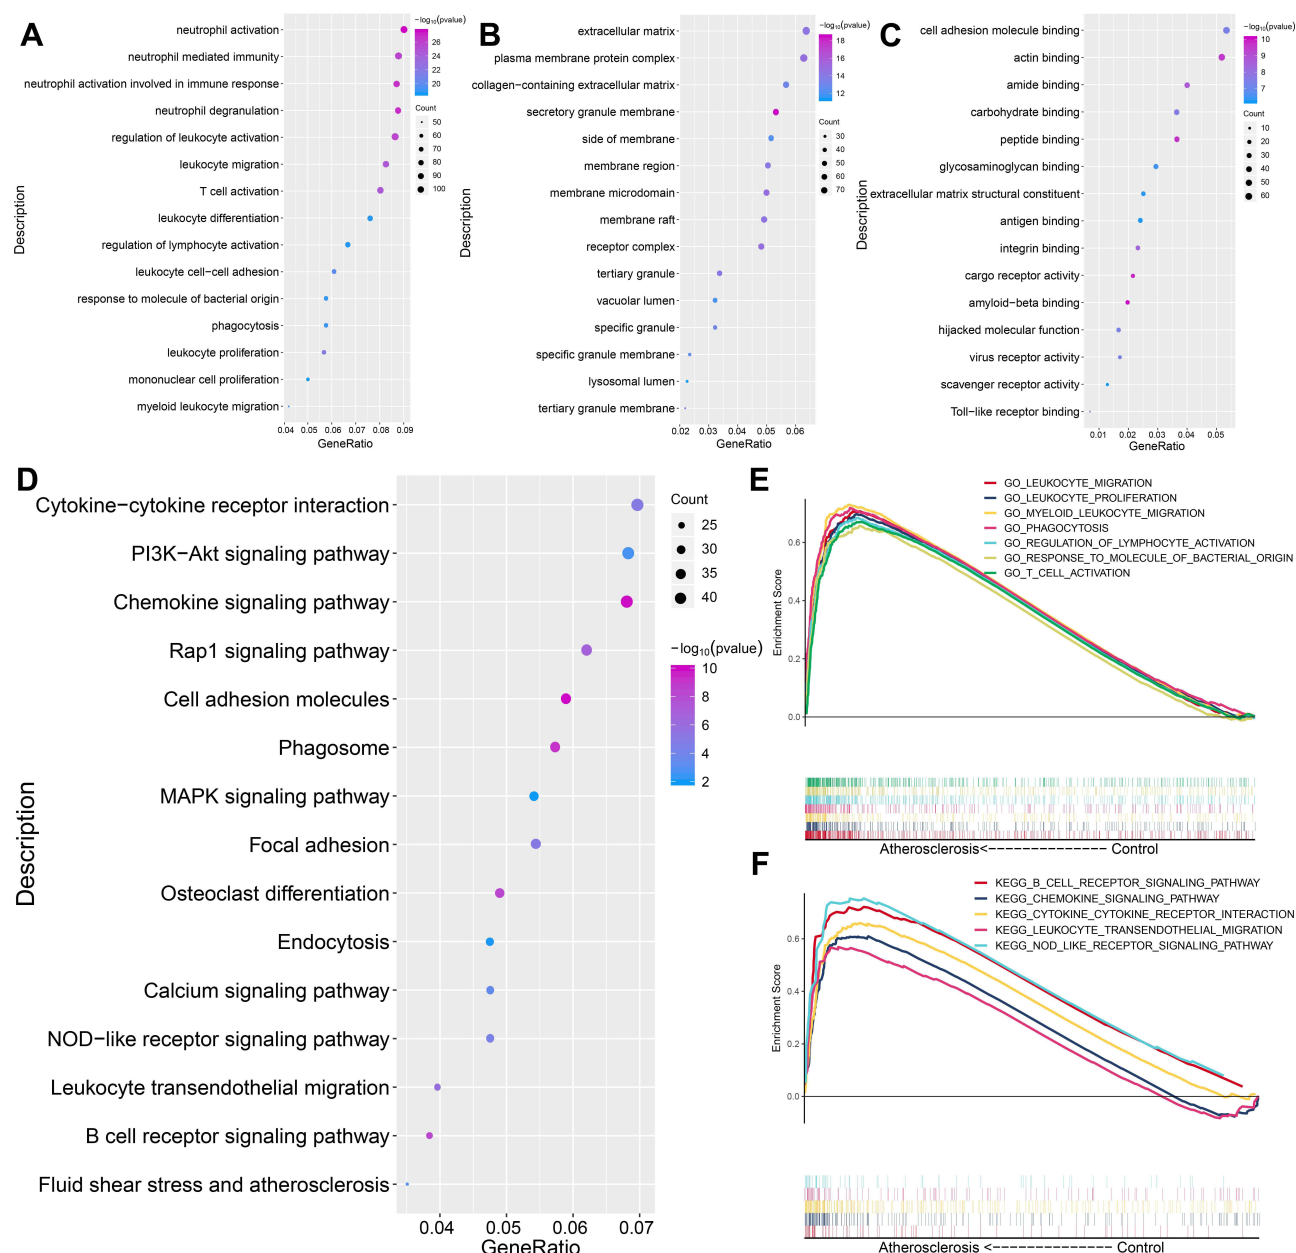 A
neutrophil activation
neutrophil mediated immunity
neutrophil activation involved in immune response
neutrophil degranulation
regulation of leukocyte activation
leukocyte migration
T cell activation
leukocyte differentiation
regulation of lymphocyte activation
leukocyte cell−cell adhesion
response to molecule of bacterial origin
phagocytosis
leukocyte proliferation
mononuclear cell proliferation
myeloid leukocyte migration
Description
0.04 0.05 0.06 0.07 0.08 0.09
GeneRatio
−log10(pvalue)
26
24
22
20
Count
50
60
70
80
90
100
B
extracellular matrix
plasma membrane protein complex
collagen−containing extracellular matrix
secretory granule membrane
side of membrane
membrane region
membrane microdomain
membrane raft
receptor complex
tertiary granule
vacuolar lumen
specific granule
specific granule membrane
lysosomal lumen
tertiary granule membrane
Description
0.02 0.03 0.04 0.05 0.06
GeneRatio
−log10(pvalue)
18
16
14
12
Count
30
40
50
60
70
C
cell adhesion molecule binding
actin binding
amide binding
carbohydrate binding
peptide binding
glycosaminoglycan binding
extracellular matrix structural constituent
antigen binding
integrin binding
cargo receptor activity
amyloid−beta binding
hijacked molecular function
virus receptor activity
scavenger receptor activity
Toll−like receptor binding
Description
0.01 0.02 0.03 0.04 0.05
GeneRatio
−log10(pvalue)
10
9
8
7
Count
10
20
30
40
50
60
D
Cytokine−cytokine receptor interaction
PI3K−Akt signaling pathway
Chemokine signaling pathway
Rap1 signaling pathway
Cell adhesion molecules
Phagosome
MAPK signaling pathway
Focal adhesion
Osteoclast differentiation
Endocytosis
Calcium signaling pathway
NOD−like receptor signaling pathway
Leukocyte transendothelial migration
B cell receptor signaling pathway
Fluid shear stress and atherosclerosis
Description
0.04 0.05 0.06 0.07
GeneRatio
Count
25
30
35
40
−log10(pvalue)
10
8
6
4
2
E
GO_LEUKOCYTE_MIGRATION
GO_LEUKOCYTE_PROLIFERATION
GO_MYELOID_LEUKOCYTE_MIGRATION
GO_PHAGOCYTOSIS
GO_REGULATION_OF_LYMPHOCYTE_ACTIVATION
GO_RESPONSE_TO_MOLECULE_OF_BACTERIAL_ORIGIN
GO_T_CELL_ACTIVATION
Enrichment Score
0.6
0.4
0.2
0.0
Atherosclerosis<−−−−−−−−−−−−−− Control
F
KEGG_B_CELL_RECEPTOR_SIGNALING_PATHWAY
KEGG_CHEMOKINE_SIGNALING_PATHWAY
KEGG_CYTOKINE_CYTOKINE_RECEPTOR_INTERACTION
KEGG_LEUKOCYTE_TRANSENDOTHELIAL_MIGRATION
KEGG_NOD_LIKE_RECEPTOR_SIGNALING_PATHWAY
Enrichment Score
0.6
0.4
0.2
0.0
Atherosclerosis <−−−−−−−−−−−−−− Control